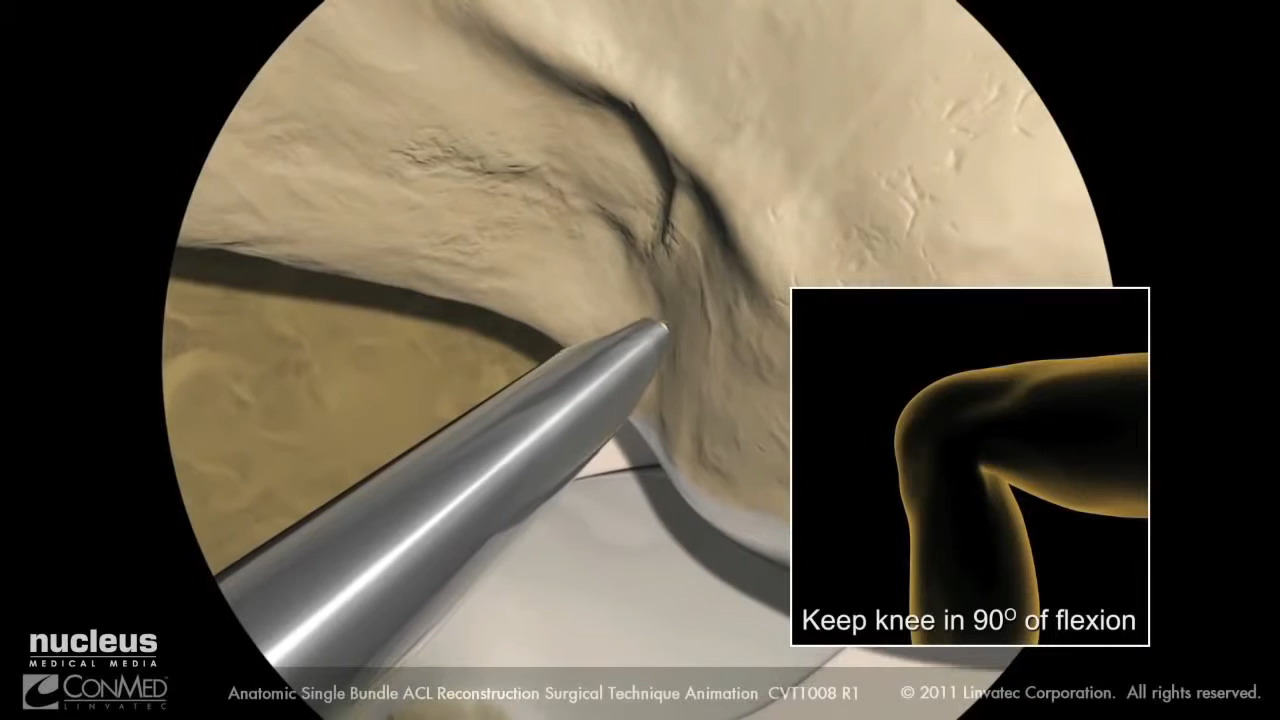 Keep knee in 90° of flexion
nucleus
MEDICAL MEDIA
CONMED
LINVATEC
Anatomic Single Bundle ACL Reconstruction Surgical Technique Animation CVT1008 R1
© 2011 Linvatec Corporation. All rights reserved.